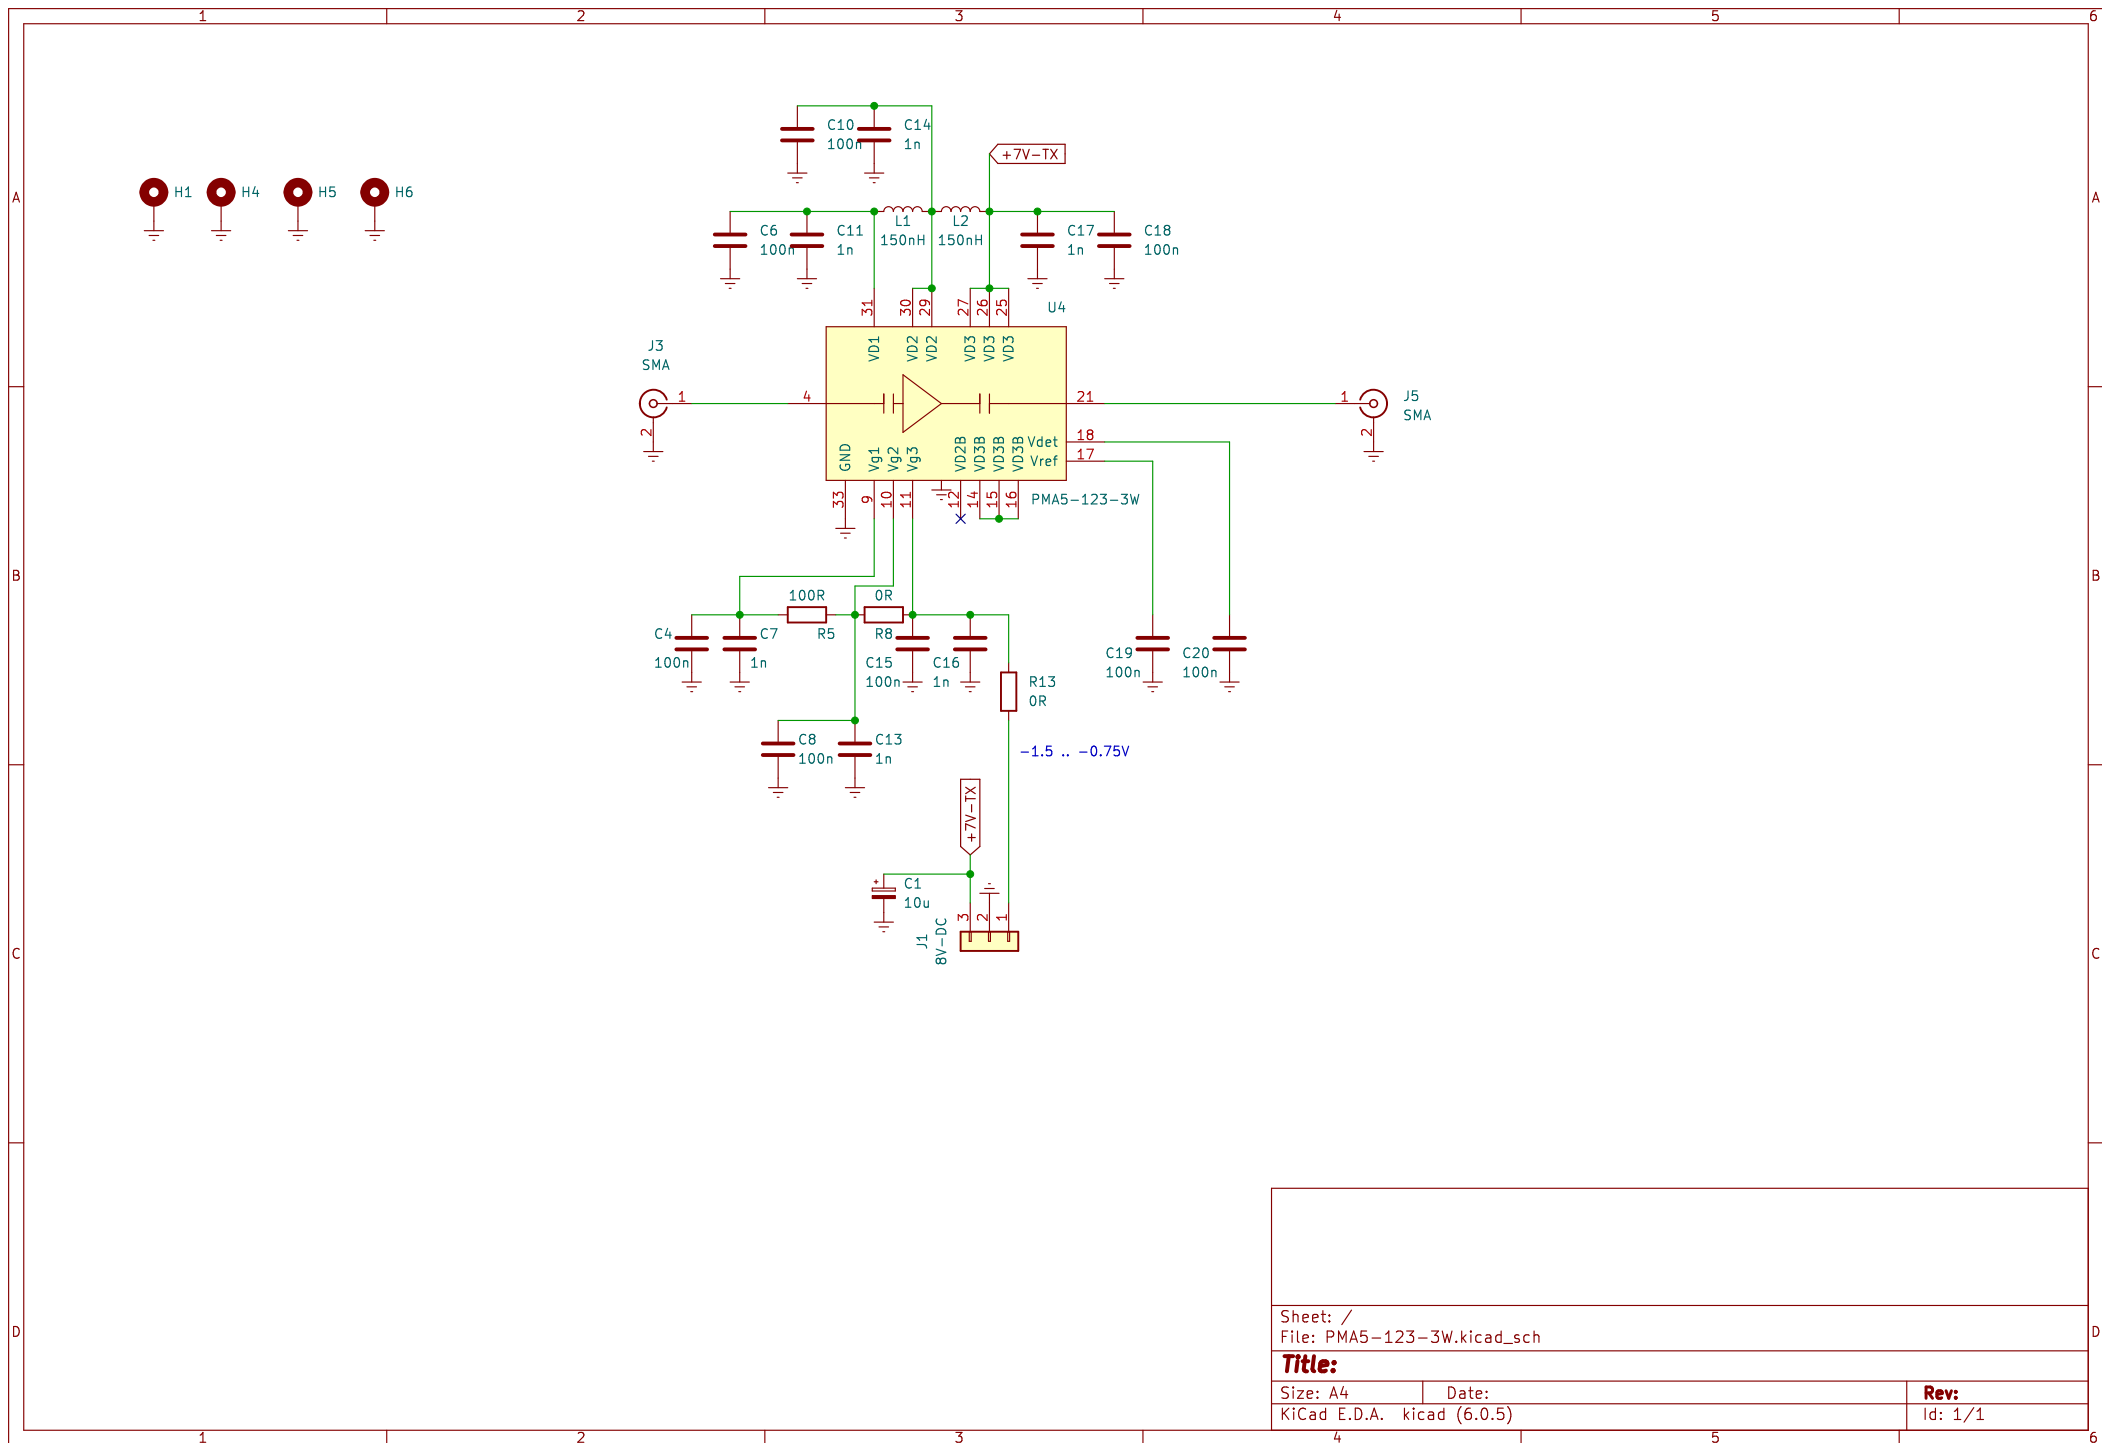 1 2 3 4 5 6
A A
B B
C C
D D
H1 H4 H5 H6
C10
100n
C14
1n
+7V-TX
C6
100n
C11
1n
L1
150nH
L2
150nH
C17
1n
C18
100n
31 30 29 27 26 25
U4
VD1 VD2 VD2 VD3 VD3 VD3
J3
SMA
1
2
4
21
18
17
1
2
J5
SMA
GND Vg1 Vg2 Vg3 VD2B VD3B VD3B VD3B
Vdet
Vref
33 9 10 11 12 14 15 16
PMA5-123-3W
100R
R5
0R
R8
C4
100n
C7
1n
C15
100n
C16
1n
R13
0R
C19
100n
C20
100n
C8
100n
C13
1n
-1.5 .. -0.75V
+7V-TX
+
C1
10u
3 2 1
J1
8V-DC
Sheet: /
File: PMA5-123-3W.kicad_sch
Title:
Size: A4 Date: Rev:
KiCad E.D.A. kicad (6.0.5) Id: 1/1
1 2 3 4 5 6